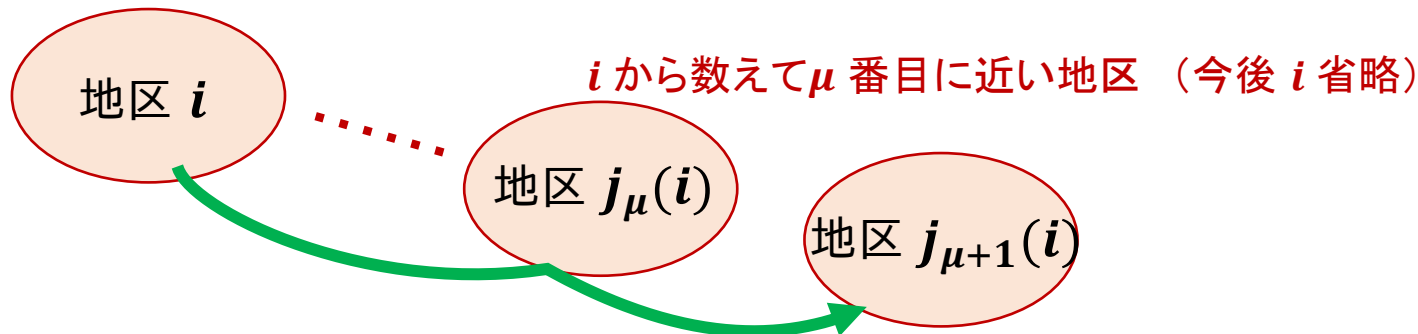 i から数えてμ 番目に近い地区 （今後 i 省略）
地区 i
地区 jμ(i)
地区 jμ+1(i)